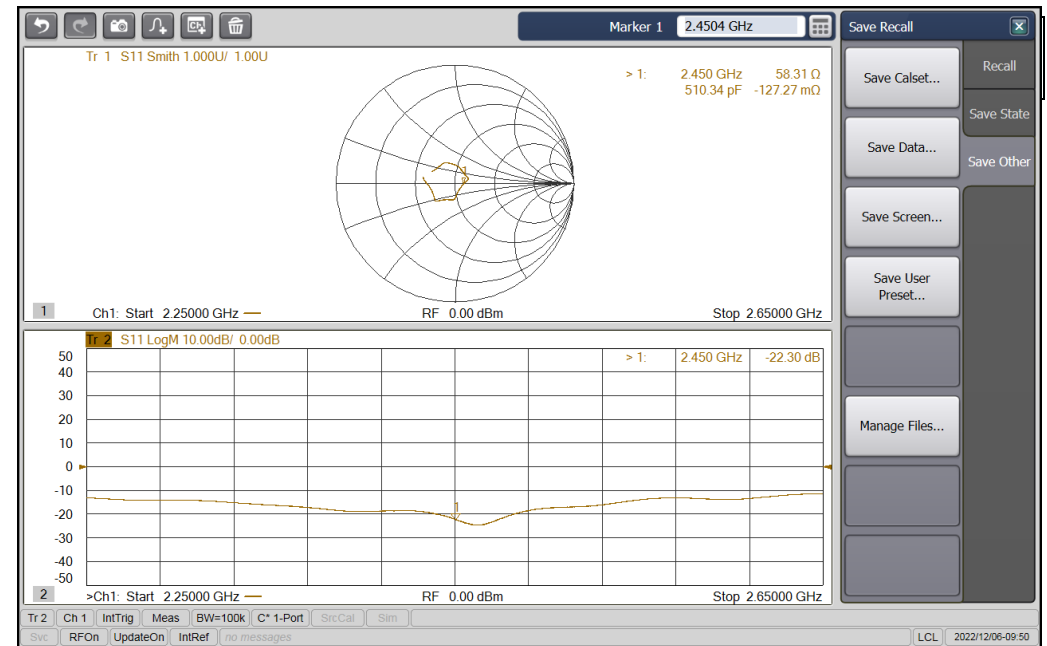 Marker 1 2.4504 GHz
Save Recall
Tr 1 S11 Smith 1.000U/ 1.00U
> 1: 2.450 GHz 58.31 Ω
510.34 pF -127.27 mΩ
1
1
Ch1: Start 2.25000 GHz
RF 0.00 dBm
Stop 2.65000 GHz
Tr 2 S11 LogM 10.00dB/ 0.00dB
> 1: 2.450 GHz -22.30 dB
50
40
30
20
10
0
-10
-20
-30
-40
-50
1
2
>Ch1: Start 2.25000 GHz
RF 0.00 dBm
Stop 2.65000 GHz
Save Calset...
Save Data...
Save Screen...
Save User
Preset...
Manage Files...
Recall
Save State
Save Other
Tr 2 Ch 1 IntTrig Meas BW=100k C* 1-Port SrcCal Sim
Svc RFOn UpdateOn IntRef no messages LCL 2022/12/06-09:50